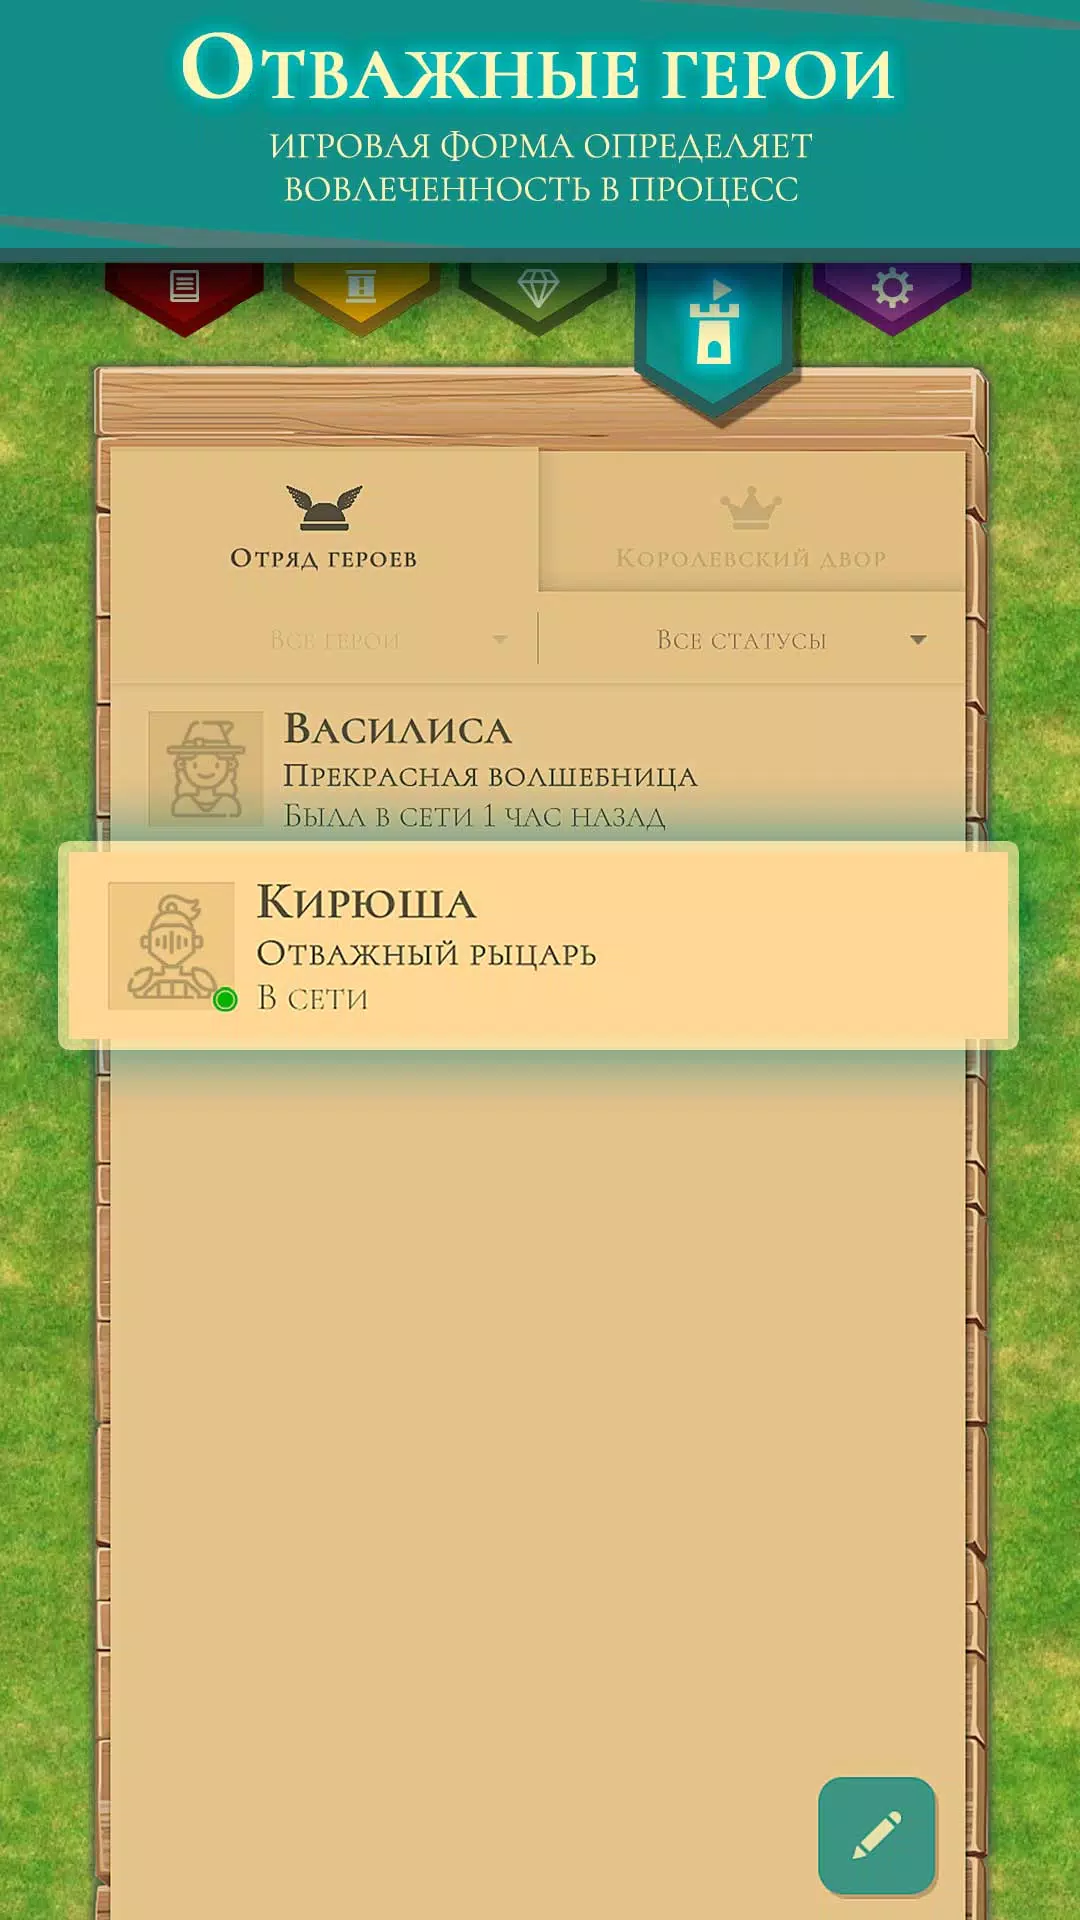 Отважные герои
игровая форма определяет
вовлеченность в процесс
Отряд героев
Королевский двор
Все герои
Все статусы
Василиса
Прекрасная волшебница
Была в сети 1 час назад
Кирюша
Отважный рыцарь
В сети